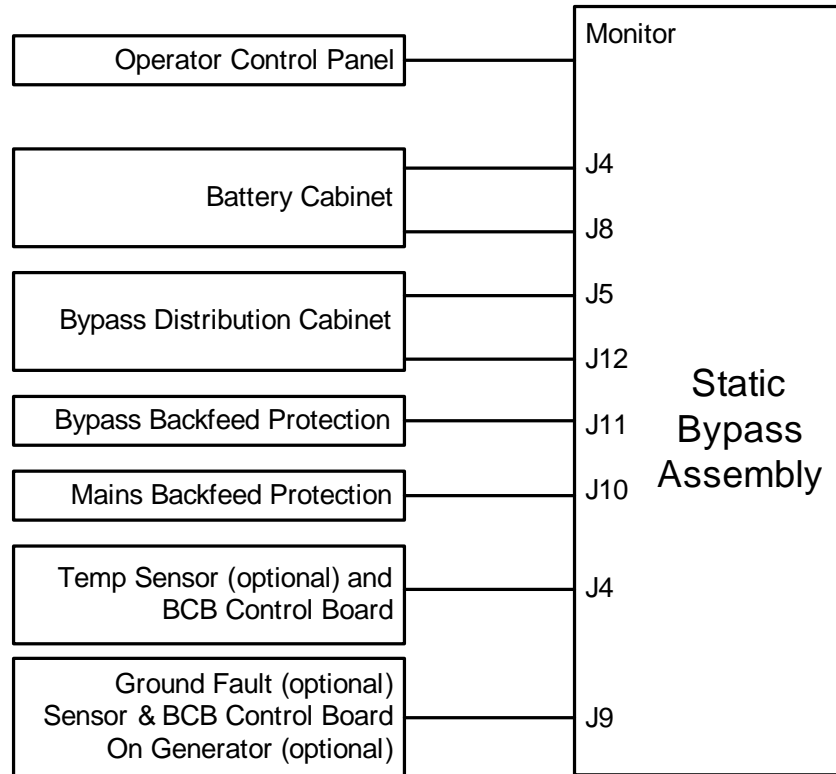 Operator Control Panel
Monitor
Battery Cabinet
J4
J8
Bypass Distribution Cabinet
J5
J12
Bypass Backfeed Protection
J11
Mains Backfeed Protection
J10
Static
Bypass
Assembly
Temp Sensor (optional) and
BCB Control Board
J4
Ground Fault (optional)
Sensor & BCB Control Board
On Generator (optional)
J9